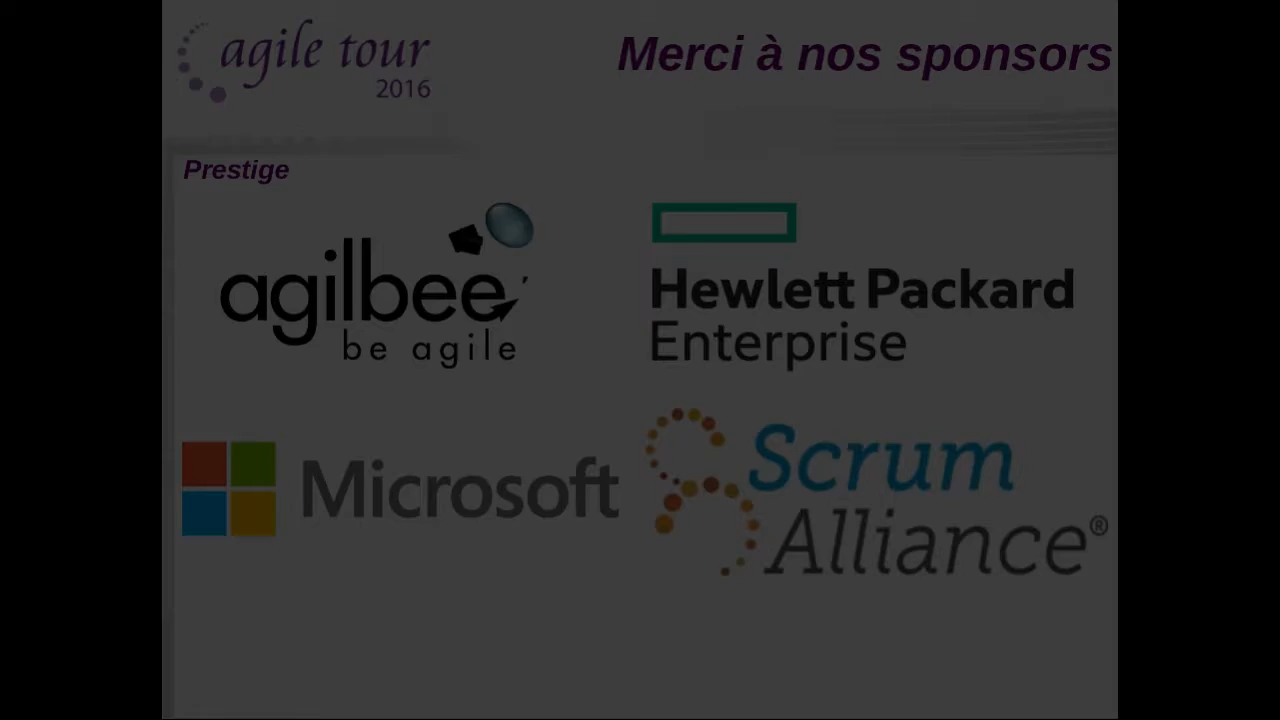 agile tour
2016
Merci à nos sponsors
Prestige
agilbee
be agile
Hewlett Packard
Enterprise
Microsoft
Scrum
Alliance®